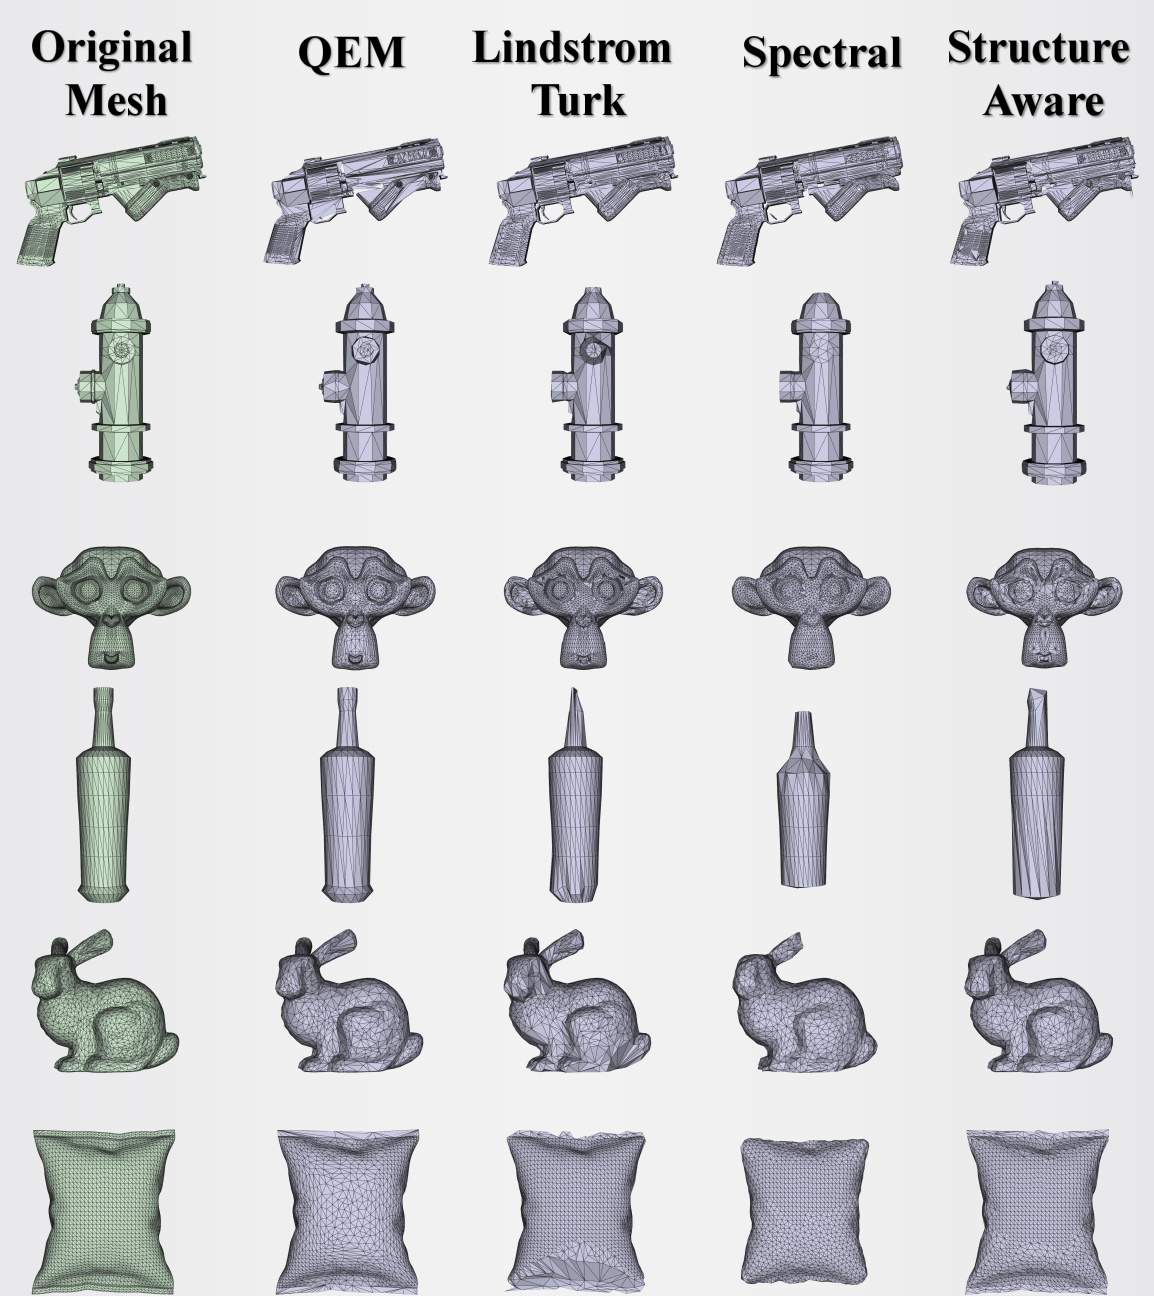 Original
Mesh
QEM
Lindstrom
Turk
Spectral
Structure
Aware